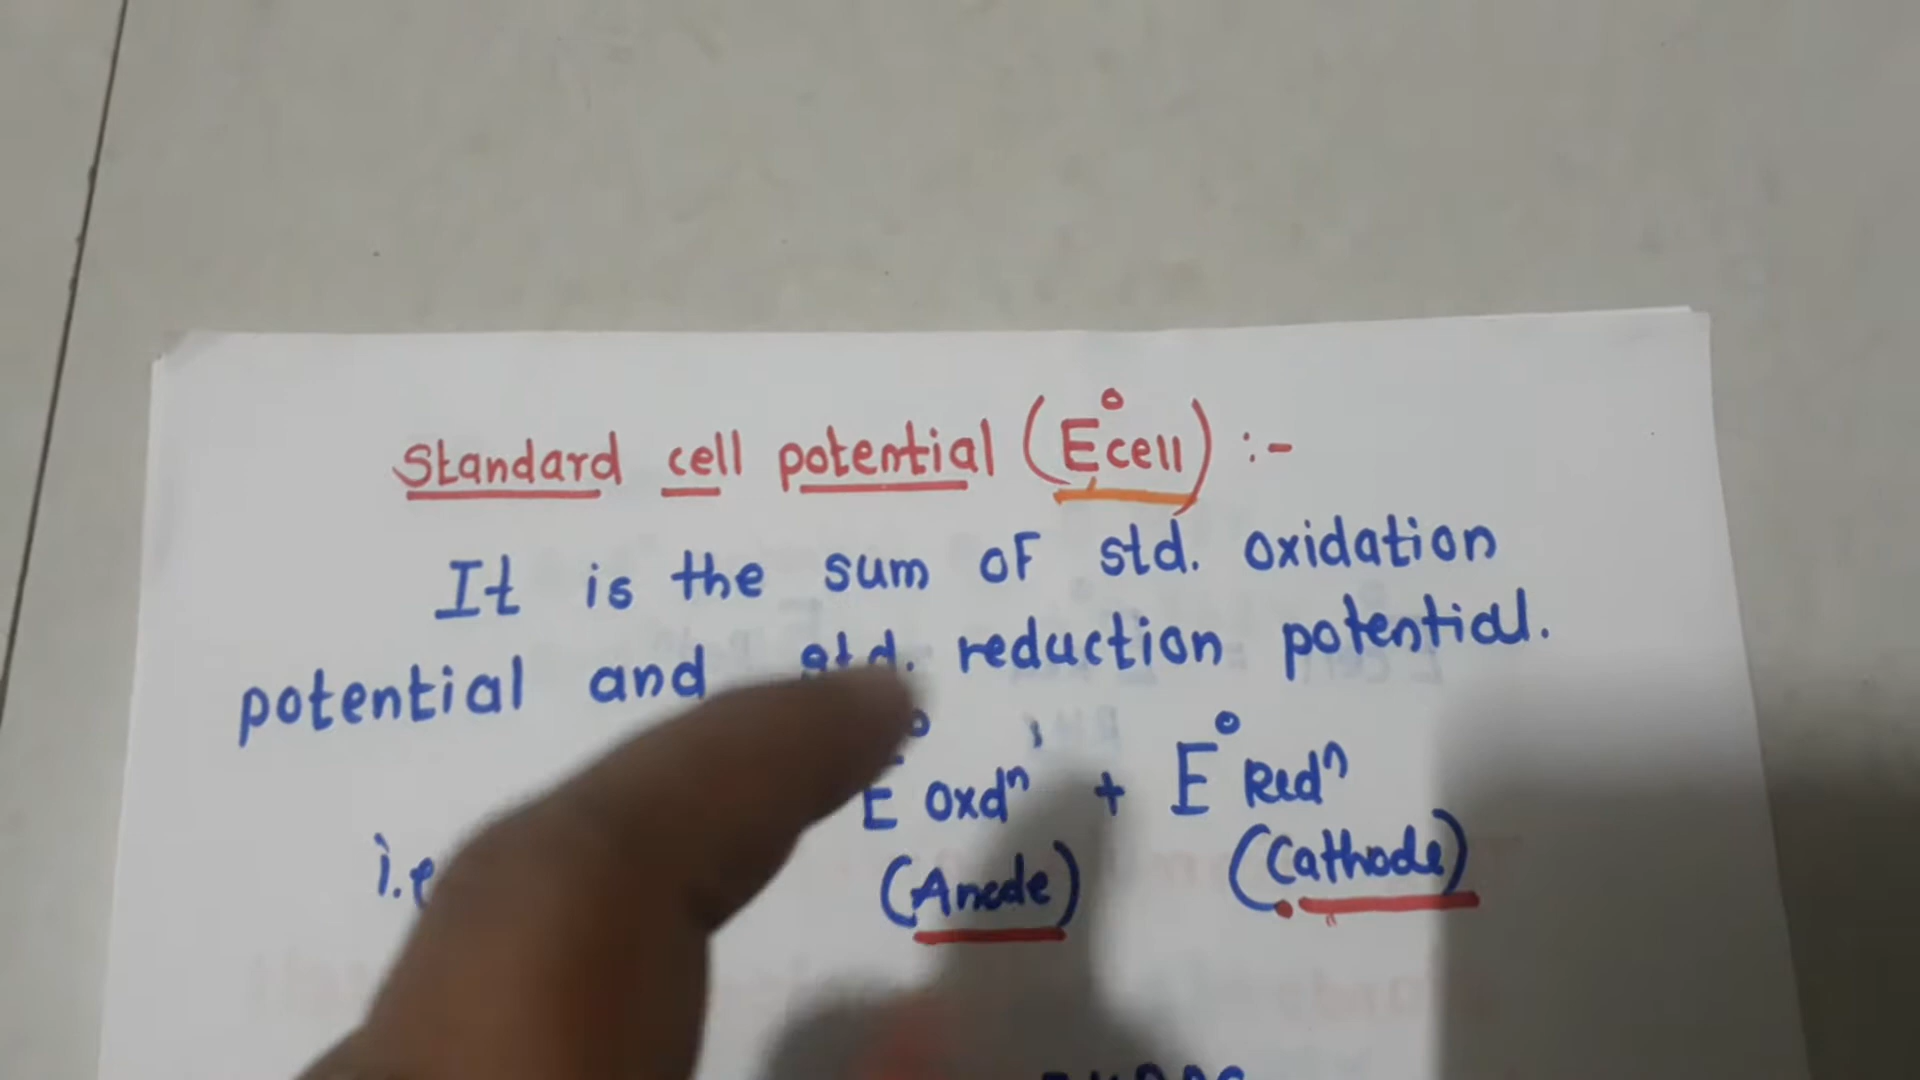 Standard cell potential (E°cell) :-
It is the sum of std. oxidation
potential and std. reduction potential.
E° oxdⁿ + E° Redⁿ
i.e
(Anode) (Cathode)